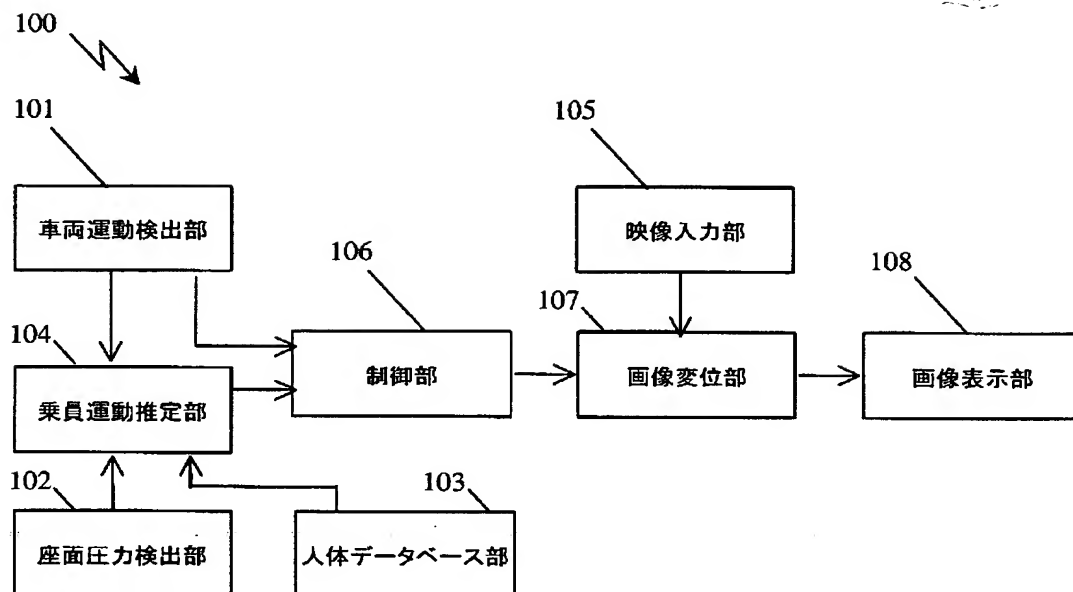 100
101
105
車両運動検出部
映像入力部
106
108
104
107
制御部
画像変位部
画像表示部
乗員運動推定部
102
103
座面圧力検出部
人体データベース部